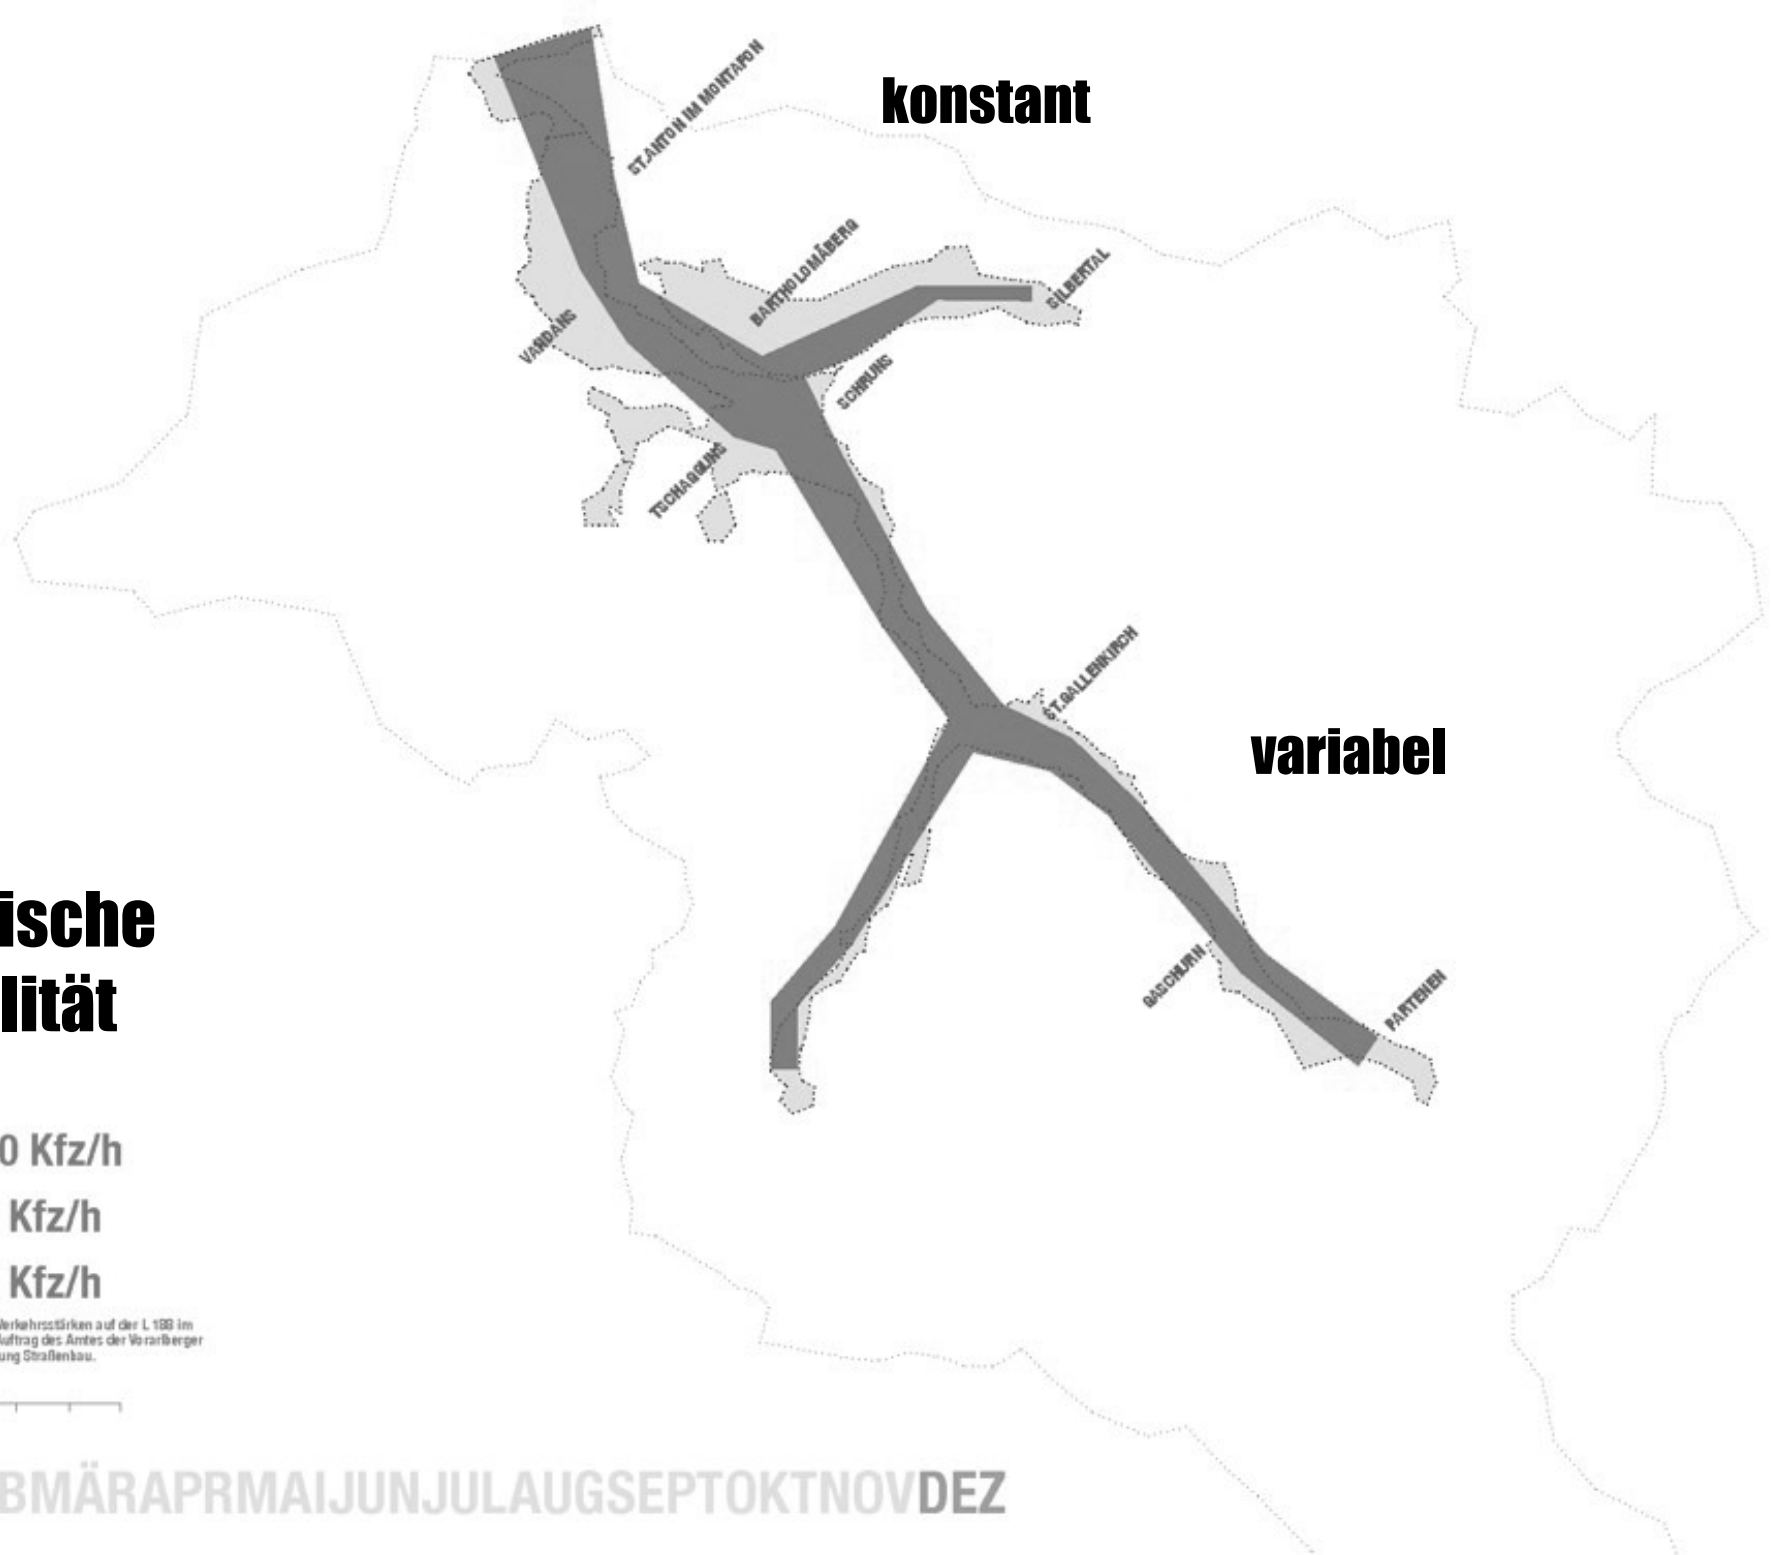 konstant
ST.ANTON IM MONTAFON
BARTHOLOMÄBERG
SILBERTAL
VANDANS
SCHRUNS
TSCHAGGUNS
ST.GALLENKIRCH
variabel
GASCHURN
PARTENEN
ische
lität
0 Kfz/h
Kfz/h
Kfz/h
Verkehrsstärken auf der L 188 im
Auftrag des Amtes der Vorarlberger
ung Straßenbau.
BMÄRAPRMAIJUNJULAUGSEPTOKTNOVDEZ